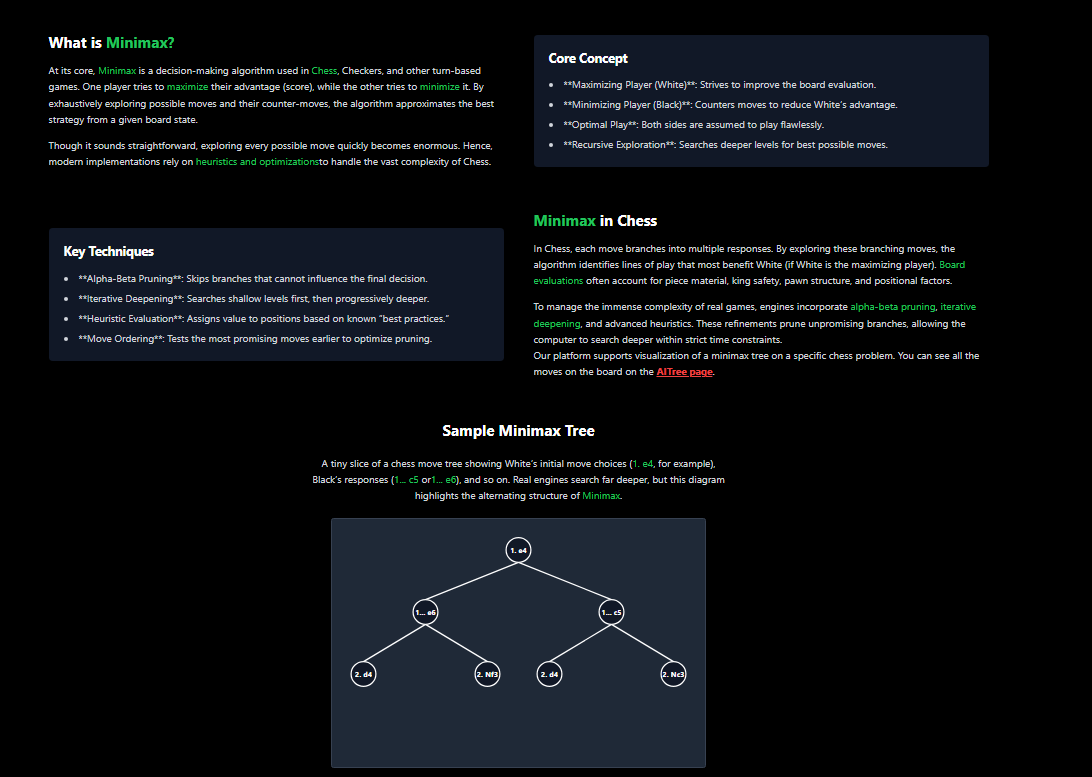 What is Minimax?
At its core, Minimax is a decision-making algorithm used in Chess, Checkers, and other turn-based
games. One player tries to maximize their advantage (score), while the other tries to minimize it. By
exhaustively exploring possible moves and their counter-moves, the algorithm approximates the best
strategy from a given board state.
Though it sounds straightforward, exploring every possible move quickly becomes enormous. Hence,
modern implementations rely on heuristics and optimizationsto handle the vast complexity of Chess.
Core Concept
• **Maximizing Player (White)**: Strives to improve the board evaluation.
• **Minimizing Player (Black)**: Counters moves to reduce White's advantage.
• **Optimal Play**: Both sides are assumed to play flawlessly.
• **Recursive Exploration**: Searches deeper levels for best possible moves.
Key Techniques
• **Alpha-Beta Pruning**: Skips branches that cannot influence the final decision.
• **Iterative Deepening**: Searches shallow levels first, then progressively deeper.
• **Heuristic Evaluation**: Assigns value to positions based on known "best practices."
• **Move Ordering**: Tests the most promising moves earlier to optimize pruning.
Minimax in Chess
In Chess, each move branches into multiple responses. By exploring these branching moves, the
algorithm identifies lines of play that most benefit White (if White is the maximizing player). Board
evaluations often account for piece material, king safety, pawn structure, and positional factors.
To manage the immense complexity of real games, engines incorporate alpha-beta pruning, iterative
deepening, and advanced heuristics. These refinements prune unpromising branches, allowing the
computer to search deeper within strict time constraints.
Our platform supports visualization of a minimax tree on a specific chess problem. You can see all the
moves on the board on the AITree page.
Sample Minimax Tree
A tiny slice of a chess move tree showing White's initial move choices (1. e4, for example),
Black's responses (1... c5 or1... e6), and so on. Real engines search far deeper, but this diagram
highlights the alternating structure of Minimax.
1. e4
1... e6
1... c5
2. d4
2. Nf3
2. d4
2. Nc3